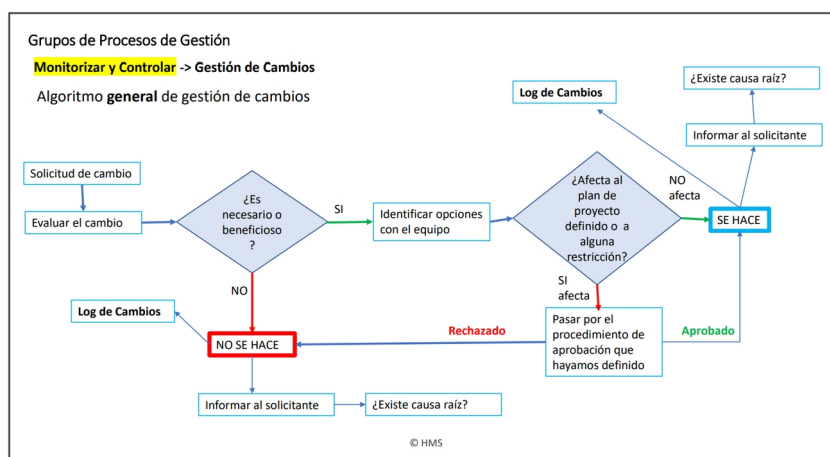 Grupos de Procesos de Gestión
Monitorizar y Controlar -> Gestión de Cambios
Algoritmo general de gestión de cambios
Solicitud de cambio
Evaluar el cambio
¿Es
necesario o
beneficioso
?
SI
NO
Identificar opciones
con el equipo
¿Afecta al
plan de
proyecto
definido o a
alguna
restricción?
NO
afecta
SE HACE
Log de Cambios
Informar al solicitante
¿Existe causa raíz?
SI
afecta
Pasar por el
procedimiento de
aprobación que
hayamos definido
Aprobado
Rechazado
NO SE HACE
Log de Cambios
Informar al solicitante
¿Existe causa raíz?
© HMS